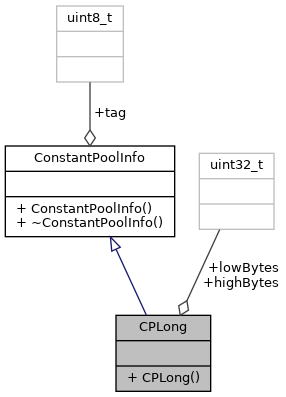 uint8_t
+tag
ConstantPoolInfo
+ ConstantPoolInfo()
+ ~ConstantPoolInfo()
uint32_t
+lowBytes
+highBytes
CPLong
+ CPLong()